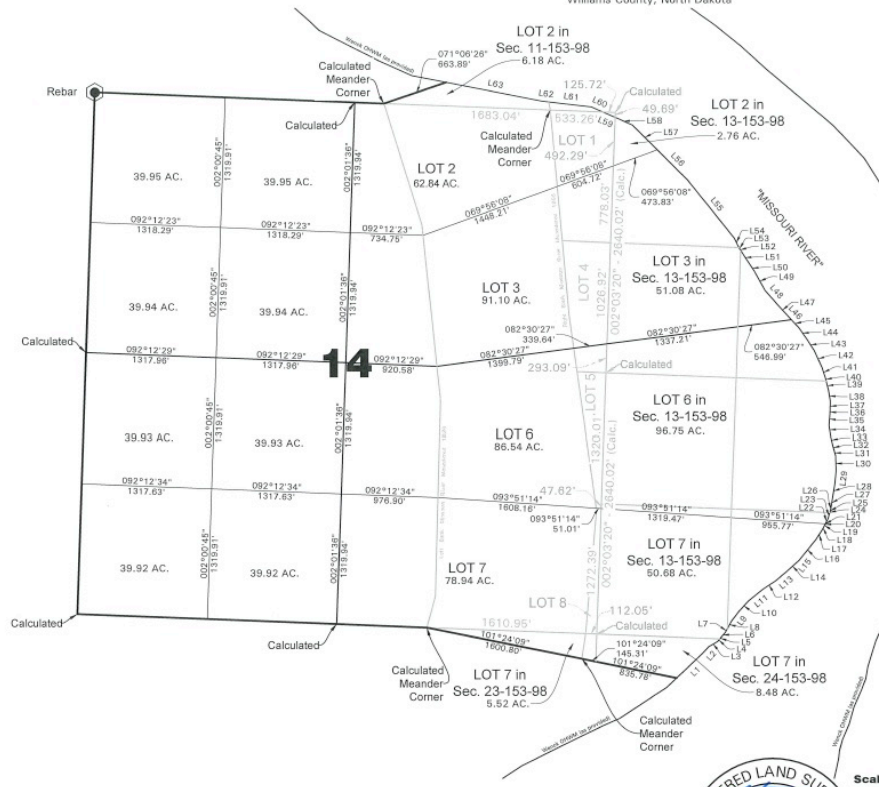 Williams County, North Dakota
LOT 2 in
Sec. 11-153-98
6.18 AC.
071°06'26"
663.89'
Wenck OHWM (as provided)
Calculated
Meander
Corner
Rebar
L63
L62
L61
L60
L59
125.72'
Calculated
49.69'
L58
L57
LOT 2 in
Sec. 13-153-98
2.76 AC.
Calculated
1683.04'
533.26'
Calculated
Meander
Corner
LOT 1
492.29'
L56
39.95 AC.
002°00'45"
1319.91'
39.95 AC.
002°01'36"
1319.94'
LOT 2
62.84 AC.
069°56'08"
604.72'
069°56'08"
473.83'
069°56'08"
1448.21'
778.03'
L55
"MISSOURI RIVER"
092°12'23"
1318.29'
092°12'23"
1318.29'
092°12'23"
734.75'
L54
L53
L52
L51
L50
L49
L48
L47
L46
L45
L44
L43
L42
L41
L40
L39
L38
L37
L36
L35
L34
L33
L32
L31
L30
L29
39.94 AC.
002°00'45"
1319.91'
39.94 AC.
002°01'36"
1319.94'
LOT 3
91.10 AC.
LOT 4
1026.92'
002°03'20" - 2640.02' (Calc.)
LOT 3 in
Sec. 13-153-98
51.08 AC.
Calculated
082°30'27"
339.64'
082°30'27"
1337.21'
082°30'27"
546.99'
092°12'29"
1317.96'
092°12'29"
1317.96'
14
092°12'29"
920.58'
082°30'27"
1399.79'
293.09'
Calculated
LOT 5
39.93 AC.
002°00'45"
1319.91'
39.93 AC.
002°01'36"
1319.94'
LOT 6
86.54 AC.
1320.01'
LOT 6 in
Sec. 13-153-98
96.75 AC.
092°12'34"
1317.63'
092°12'34"
1317.63'
092°12'34"
976.90'
093°51'14"
1608.16'
47.62'
093°51'14"
51.01'
093°51'14"
1319.47'
093°51'14"
955.77'
L28
L27
L26
L25
L24
L23
L22
L21
L20
L19
L18
L17
L16
L15
L14
L13
L12
L11
L10
L9
L8
L7
L6
L5
L4
L3
L2
L1
39.92 AC.
002°00'45"
1319.91'
39.92 AC.
002°01'36"
1319.94'
LOT 7
78.94 AC.
1272.39'
002°03'20" - 2640.02' (Calc.)
LOT 7 in
Sec. 13-153-98
50.68 AC.
LOT 8
112.05'
Calculated
Calculated
Calculated
1610.95'
101°24'09"
1600.80'
101°24'09"
145.31'
101°24'09"
835.78'
Calculated
Meander
Corner
LOT 7 in
Sec. 23-153-98
5.52 AC.
LOT 7 in
Sec. 24-153-98
8.48 AC.
Calculated
Meander
Corner
Wenck OHWM (as provided)
Wenck OHWM (as provided)